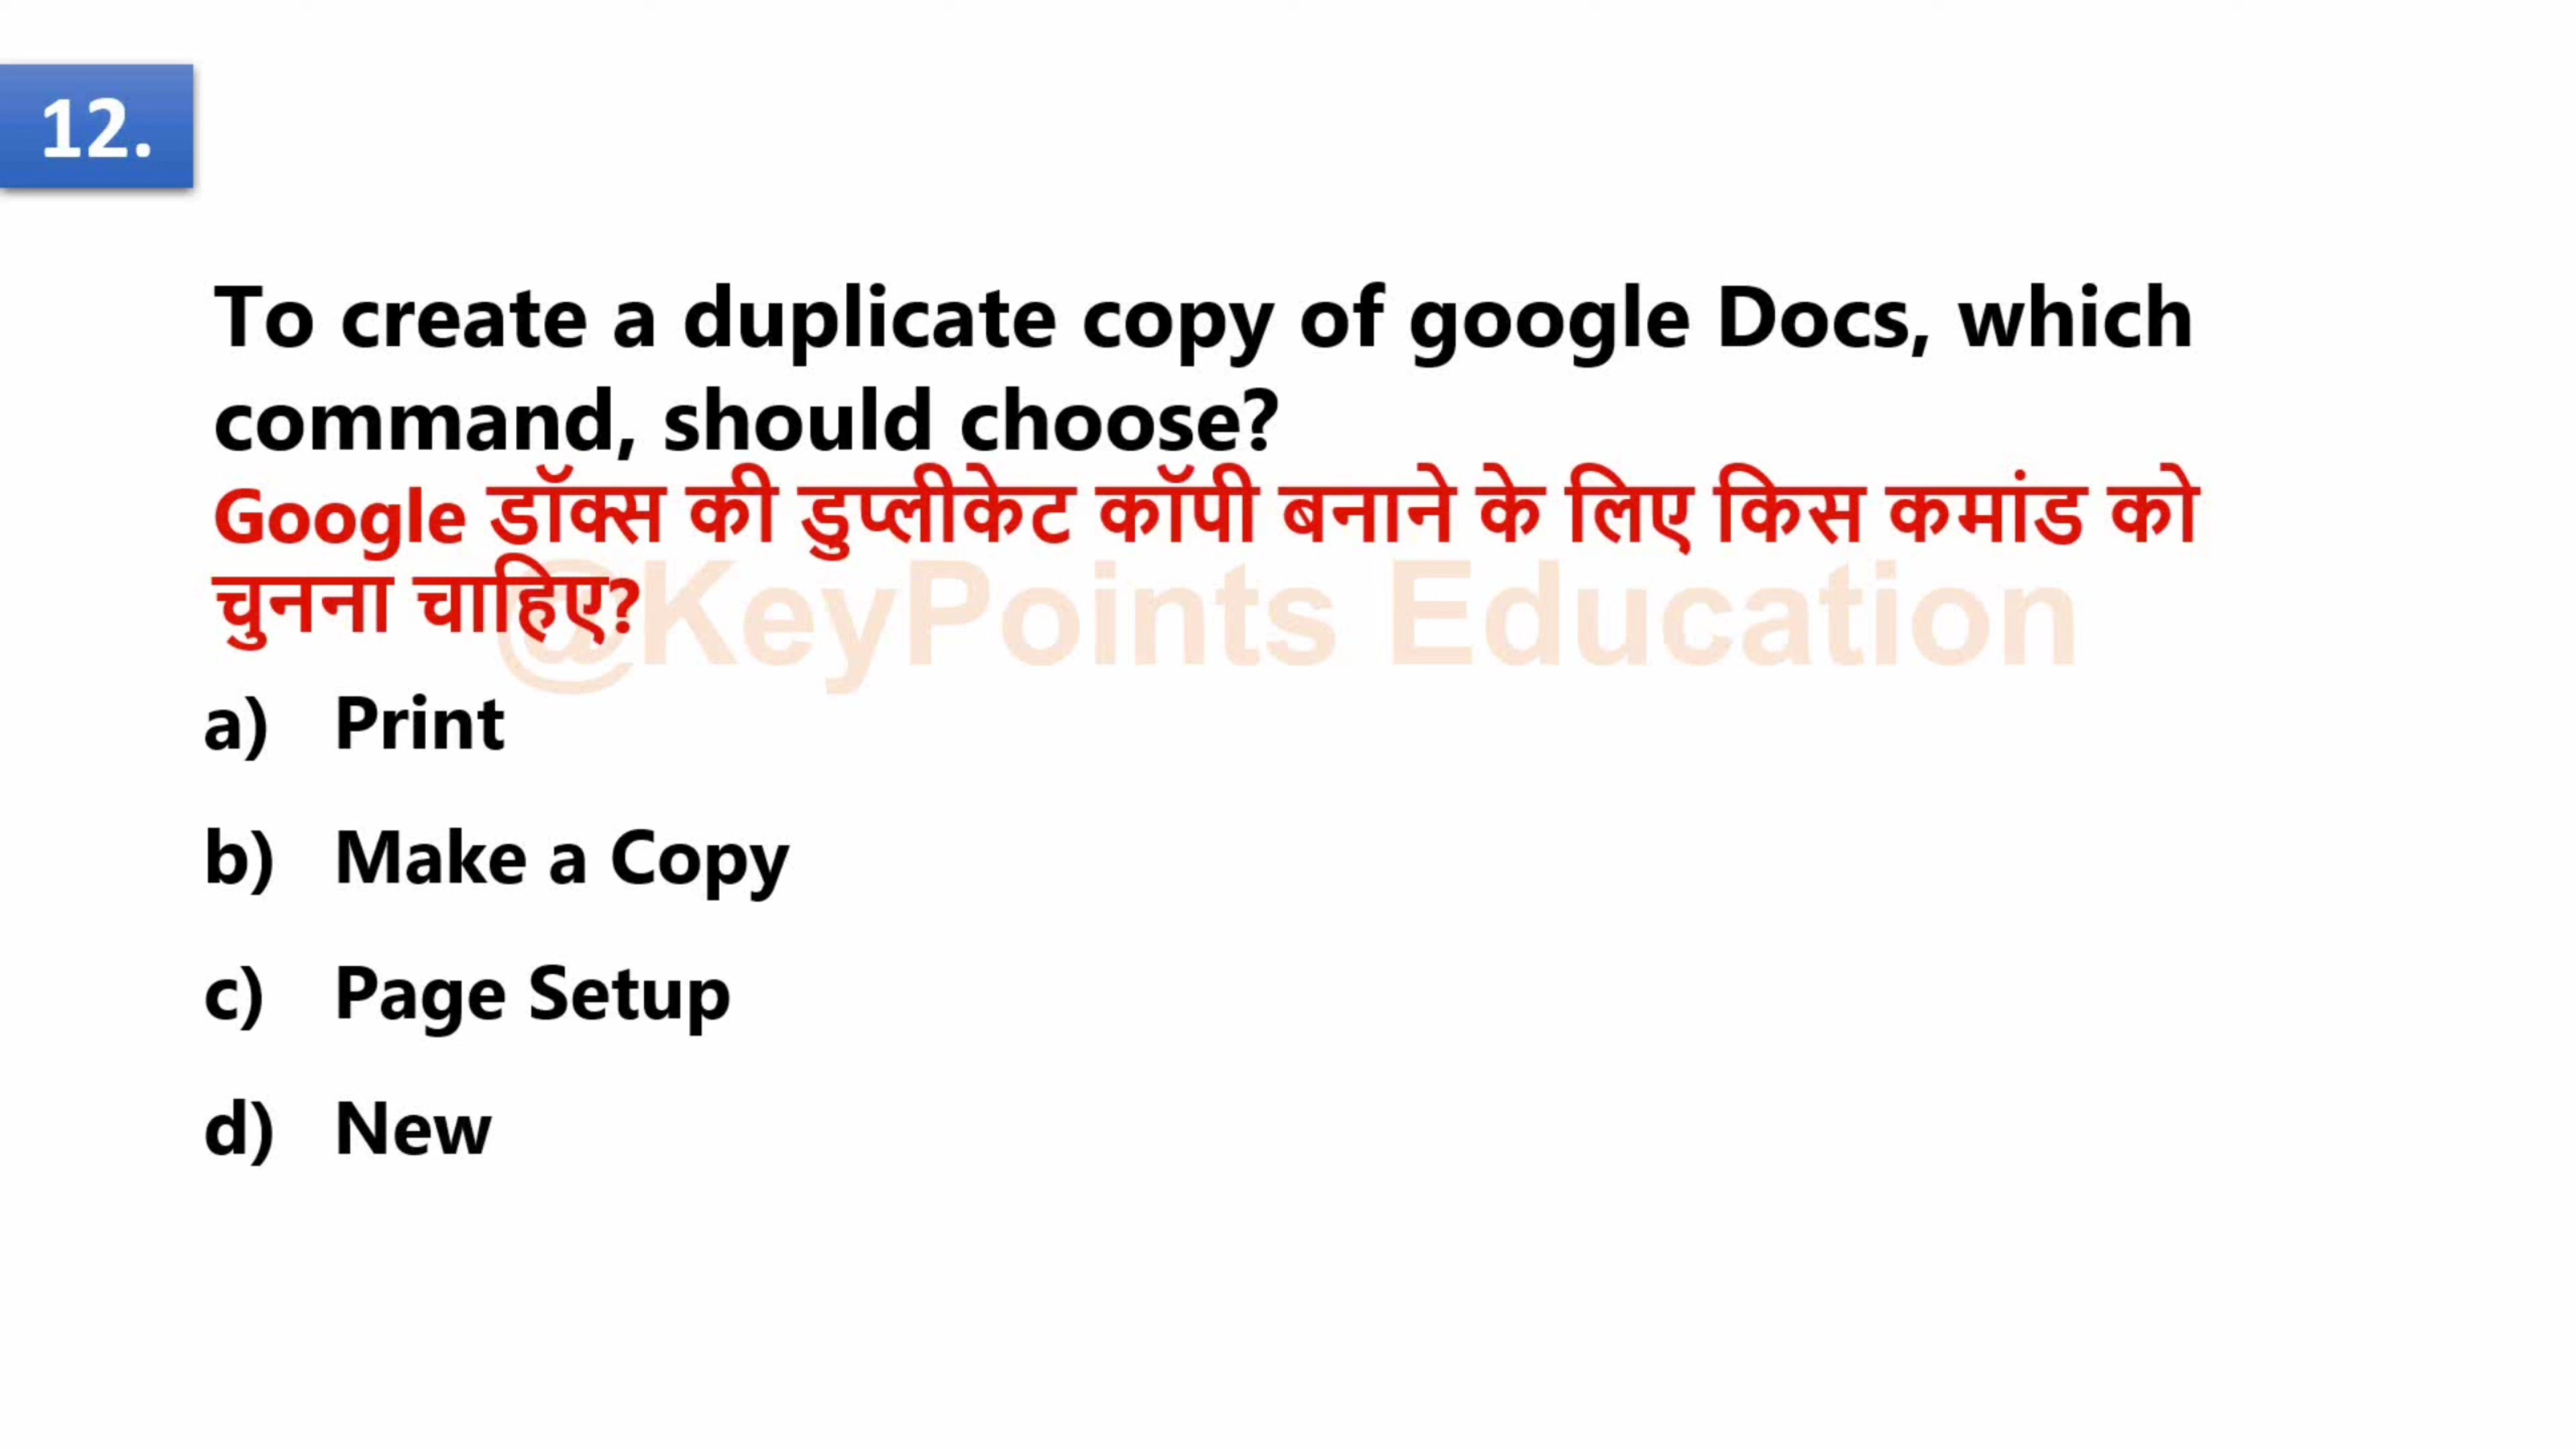 12.
To create a duplicate copy of google Docs, which
command, should choose?
Google डॉक्स की डुप्लीकेट कॉपी बनाने के लिए किस कमांड को
चुनना चाहिए?
@KeyPoints Education
a) Print
b) Make a Copy
c) Page Setup
d) New